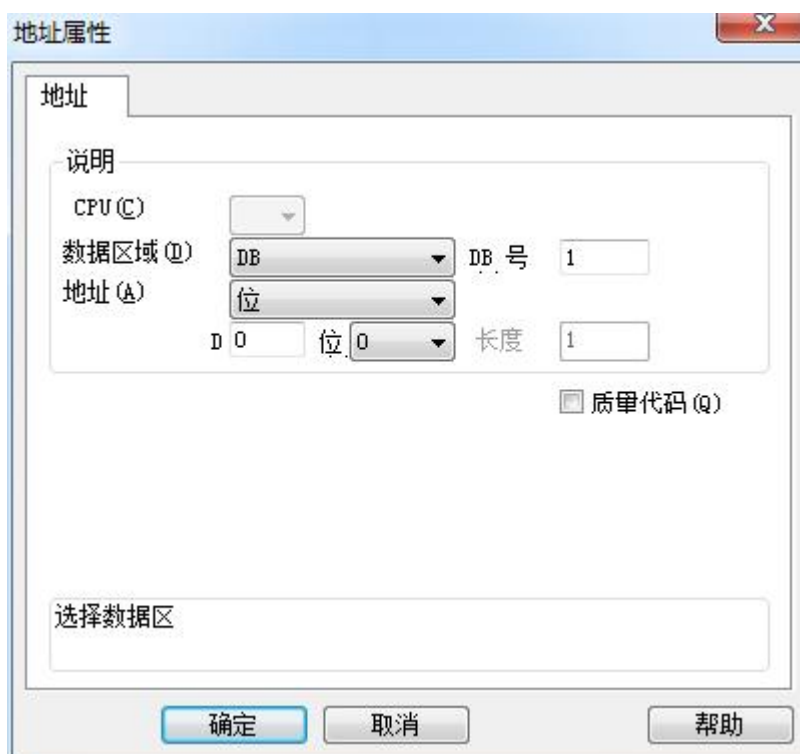 地址属性
地址
说明
CPU(C)
数据区域(D) DB DB 号 1
地址(A) 位
D 0 位 0 长度 1
质量代码(Q)
选择数据区
确定 取消 帮助